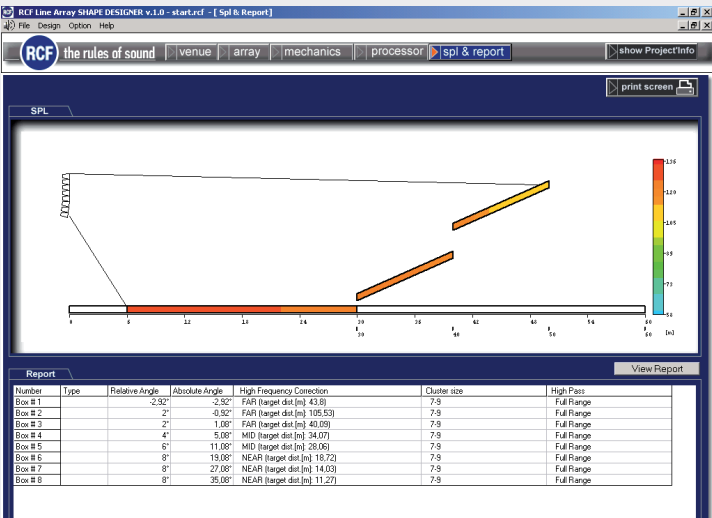 RCF Line Array SHAPE DESIGNER v.1.0 - start.rcf - [ Spl & Report]
File Design Option Help
RCF the rules of sound venue array mechanics processor spl & report show Project'Info
print screen
SPL
136
120
105
89
73
58
0 6 12 18 24 30 36 42 48 54 60
30 40 50 60 [m]
View Report
Report
Number Type Relative Angle Absolute Angle High Frequency Correction Cluster size High Pass
Box # 1 -2,92° -2,92° FAR (target dist.[m]: 43,8) 7-9 Full Range
Box # 2 2° -0,92° FAR (target dist.[m]: 105,53) 7-9 Full Range
Box # 3 2° 1,08° FAR (target dist.[m]: 40,09) 7-9 Full Range
Box # 4 4° 5,08° MID (target dist.[m]: 34,07) 7-9 Full Range
Box # 5 6° 11,08° MID (target dist.[m]: 28,06) 7-9 Full Range
Box # 6 8° 19,08° NEAR (target dist.[m]: 18,72) 7-9 Full Range
Box # 7 8° 27,08° NEAR (target dist.[m]: 14,03) 7-9 Full Range
Box # 8 8° 35,08° NEAR (target dist.[m]: 11,27) 7-9 Full Range